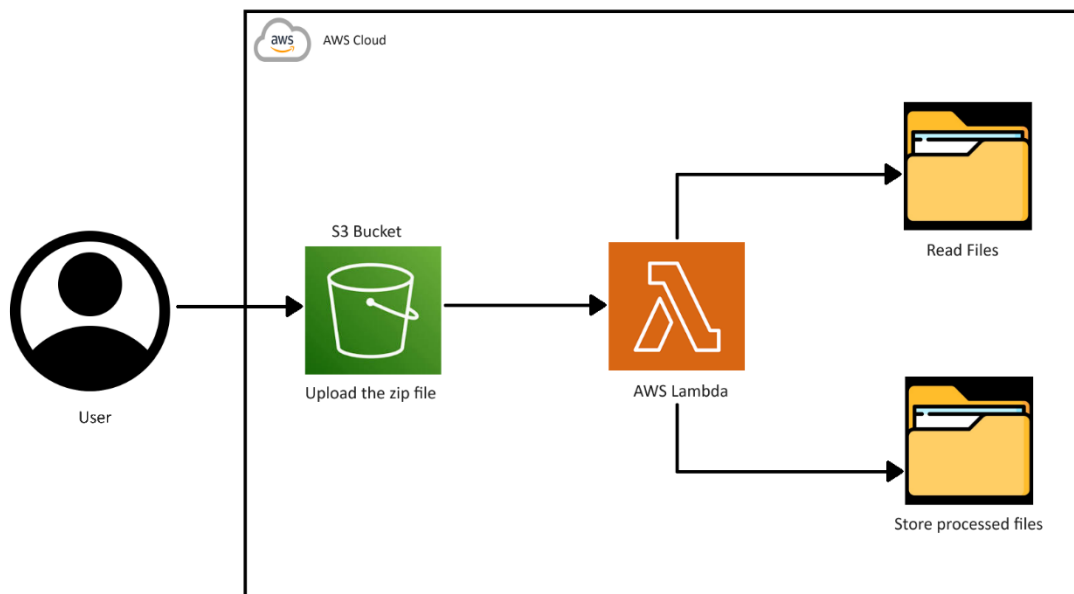 aws
AWS Cloud
S3 Bucket
Upload the zip file
User
AWS Lambda
Read Files
Store processed files